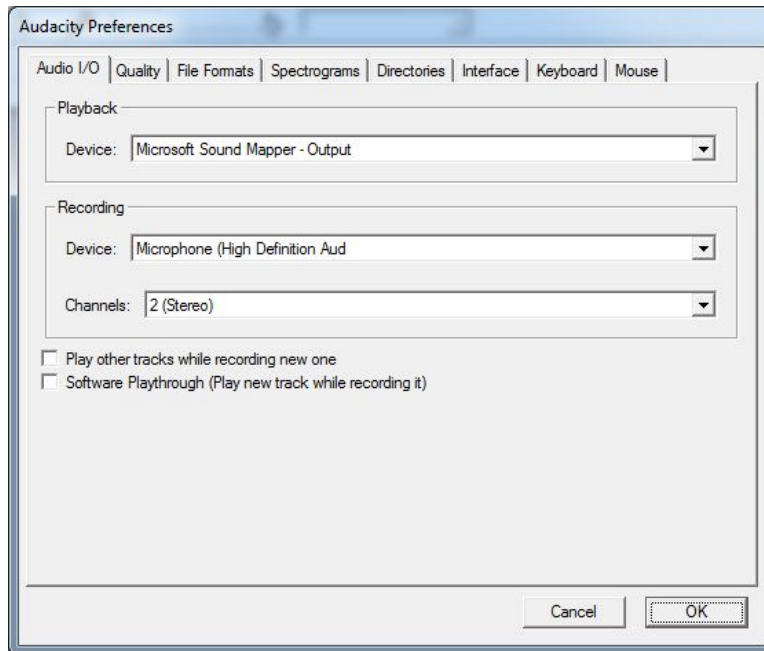 Audacity Preferences
Audio I/O Quality File Formats Spectrograms Directories Interface Keyboard Mouse
Playback
Device: Microsoft Sound Mapper - Output
Recording
Device: Microphone (High Definition Aud
Channels: 2 (Stereo)
Play other tracks while recording new one
Software Playthrough (Play new track while recording it)
Cancel OK